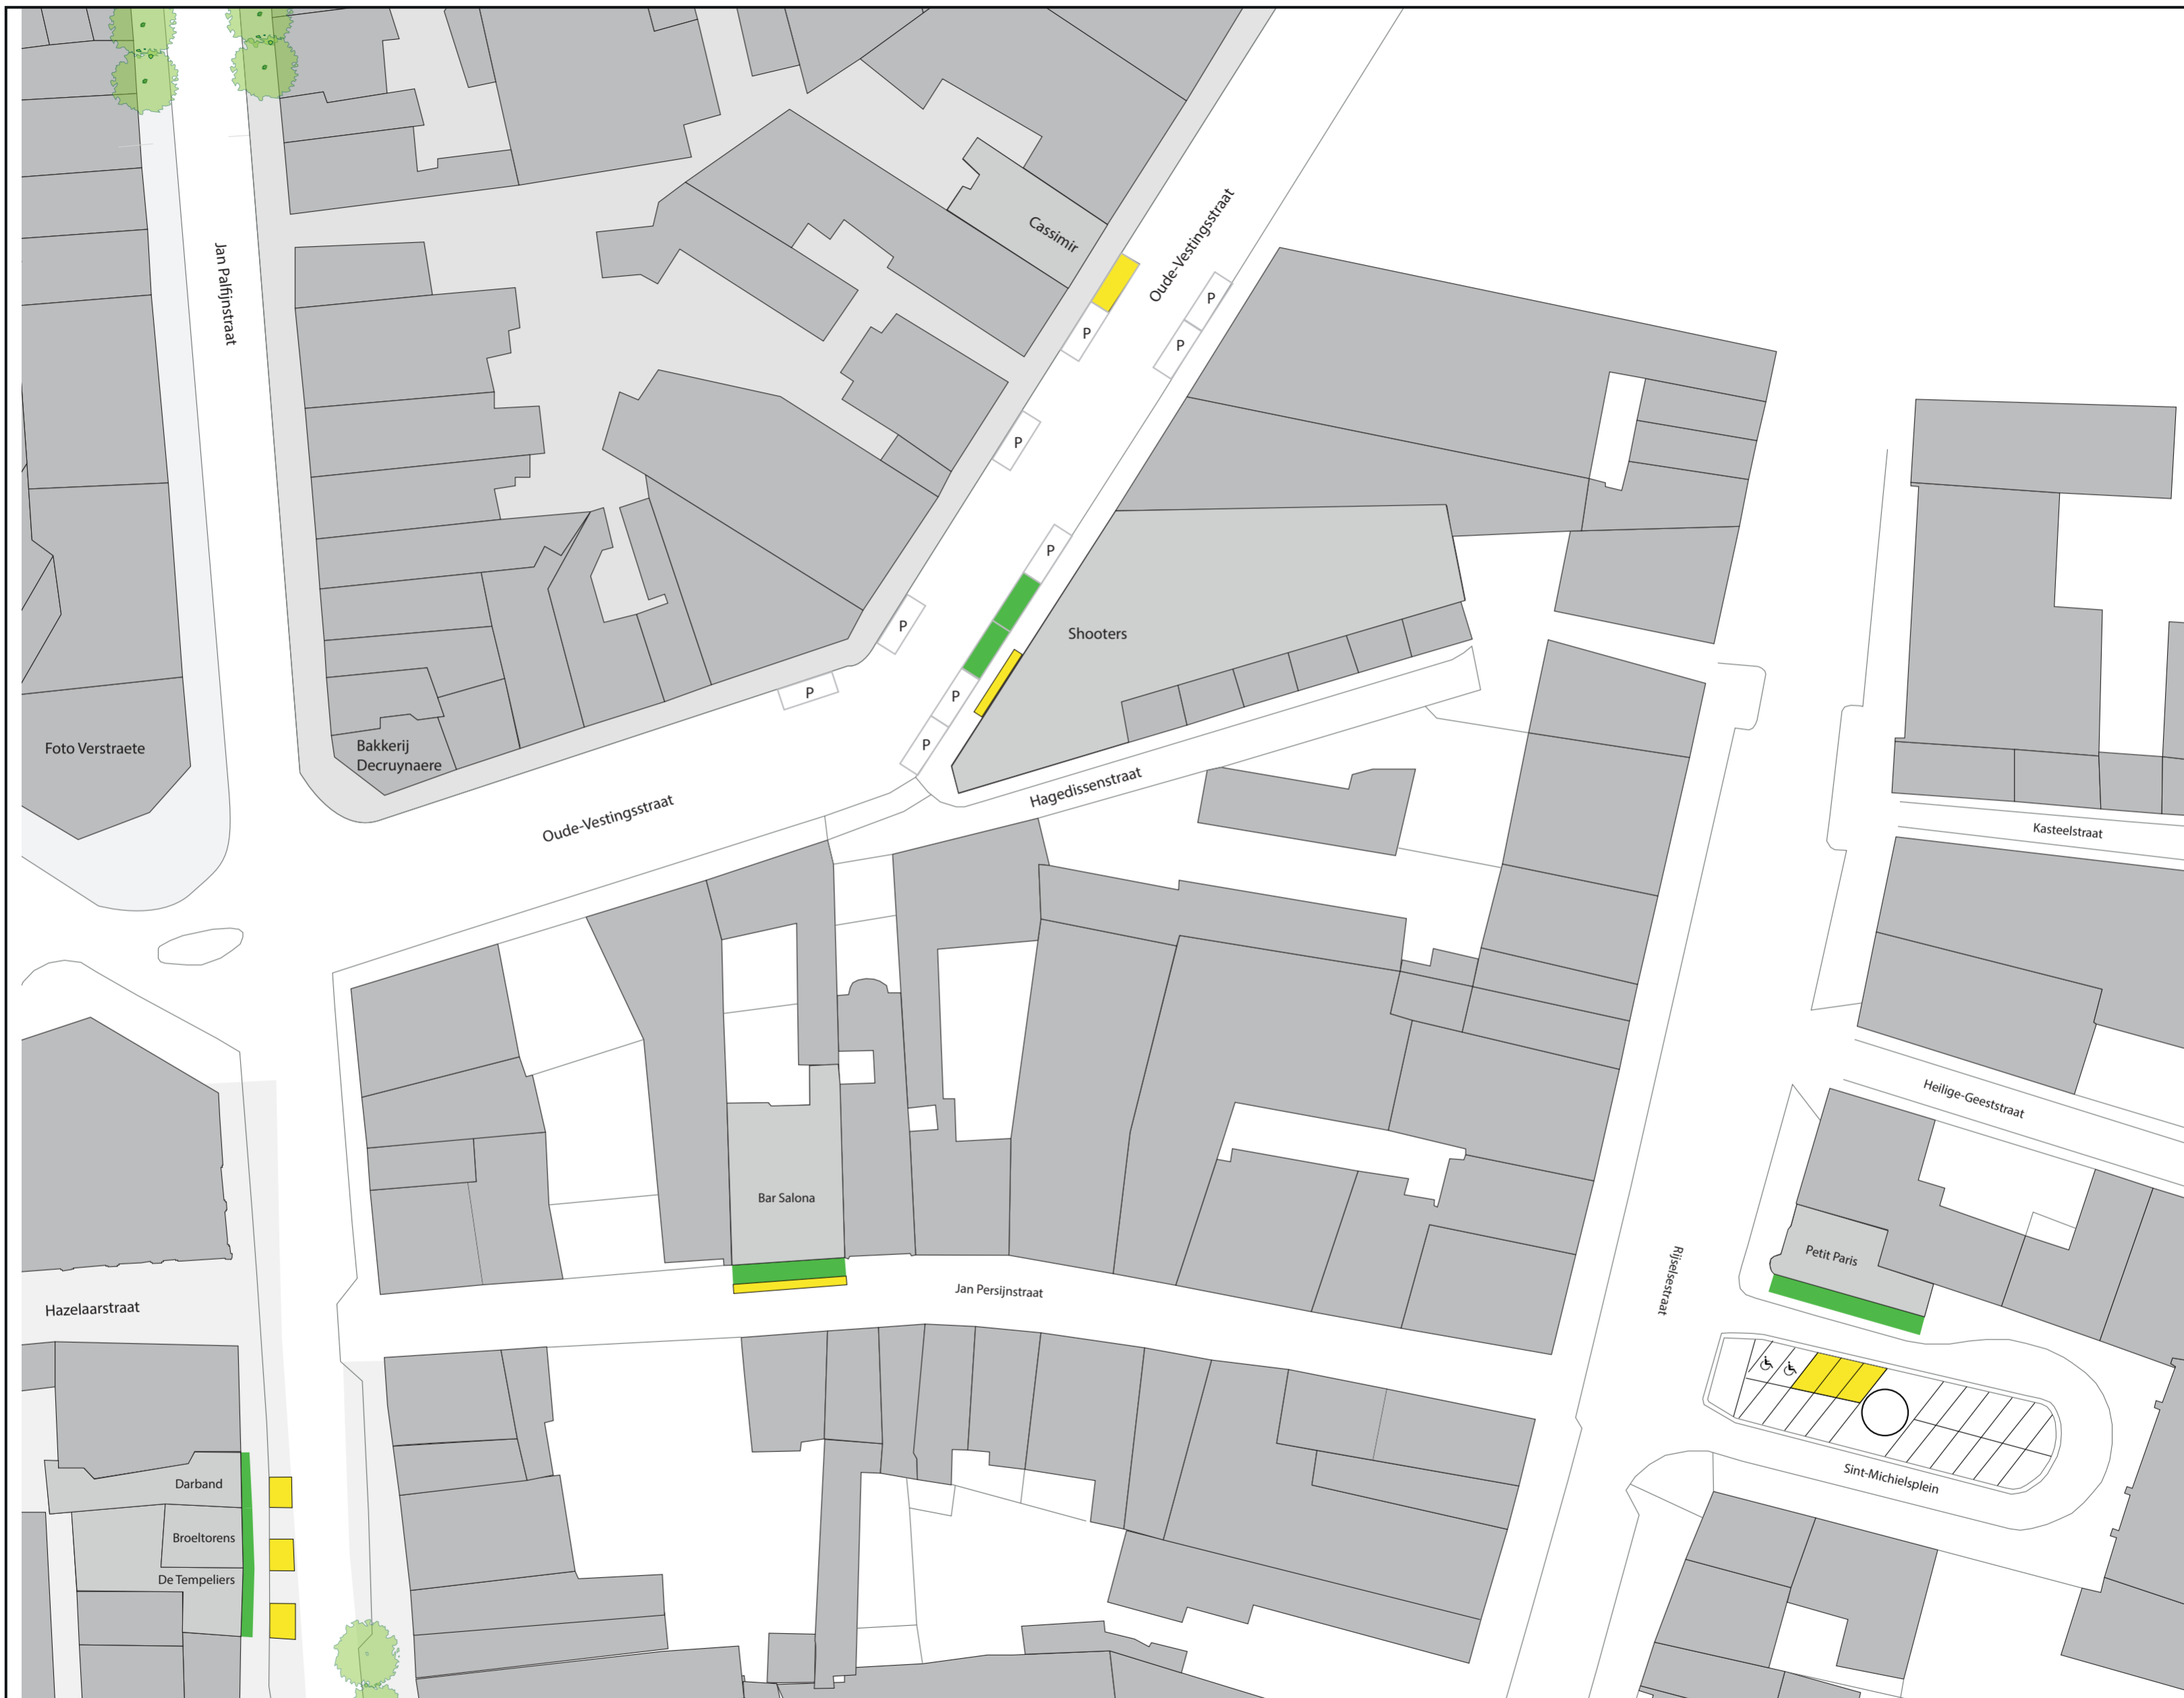 Jan Palfijnstraat
Cassimir
Oude-Vestingsstraat
P
P
P
P
P
P
Shooters
P
P
P
Foto Verstraete
Bakkerij
Decruynaere
P
Hagedissenstraat
Oude-Vestingsstraat
Kasteelstraat
Heilige-Geeststraat
Bar Salona
Petit Paris
Rijselsestraat
Jan Persijnstraat
Hazelaarstraat
Sint-Michielsplein
Darband
Broeltorens
De Tempeliers